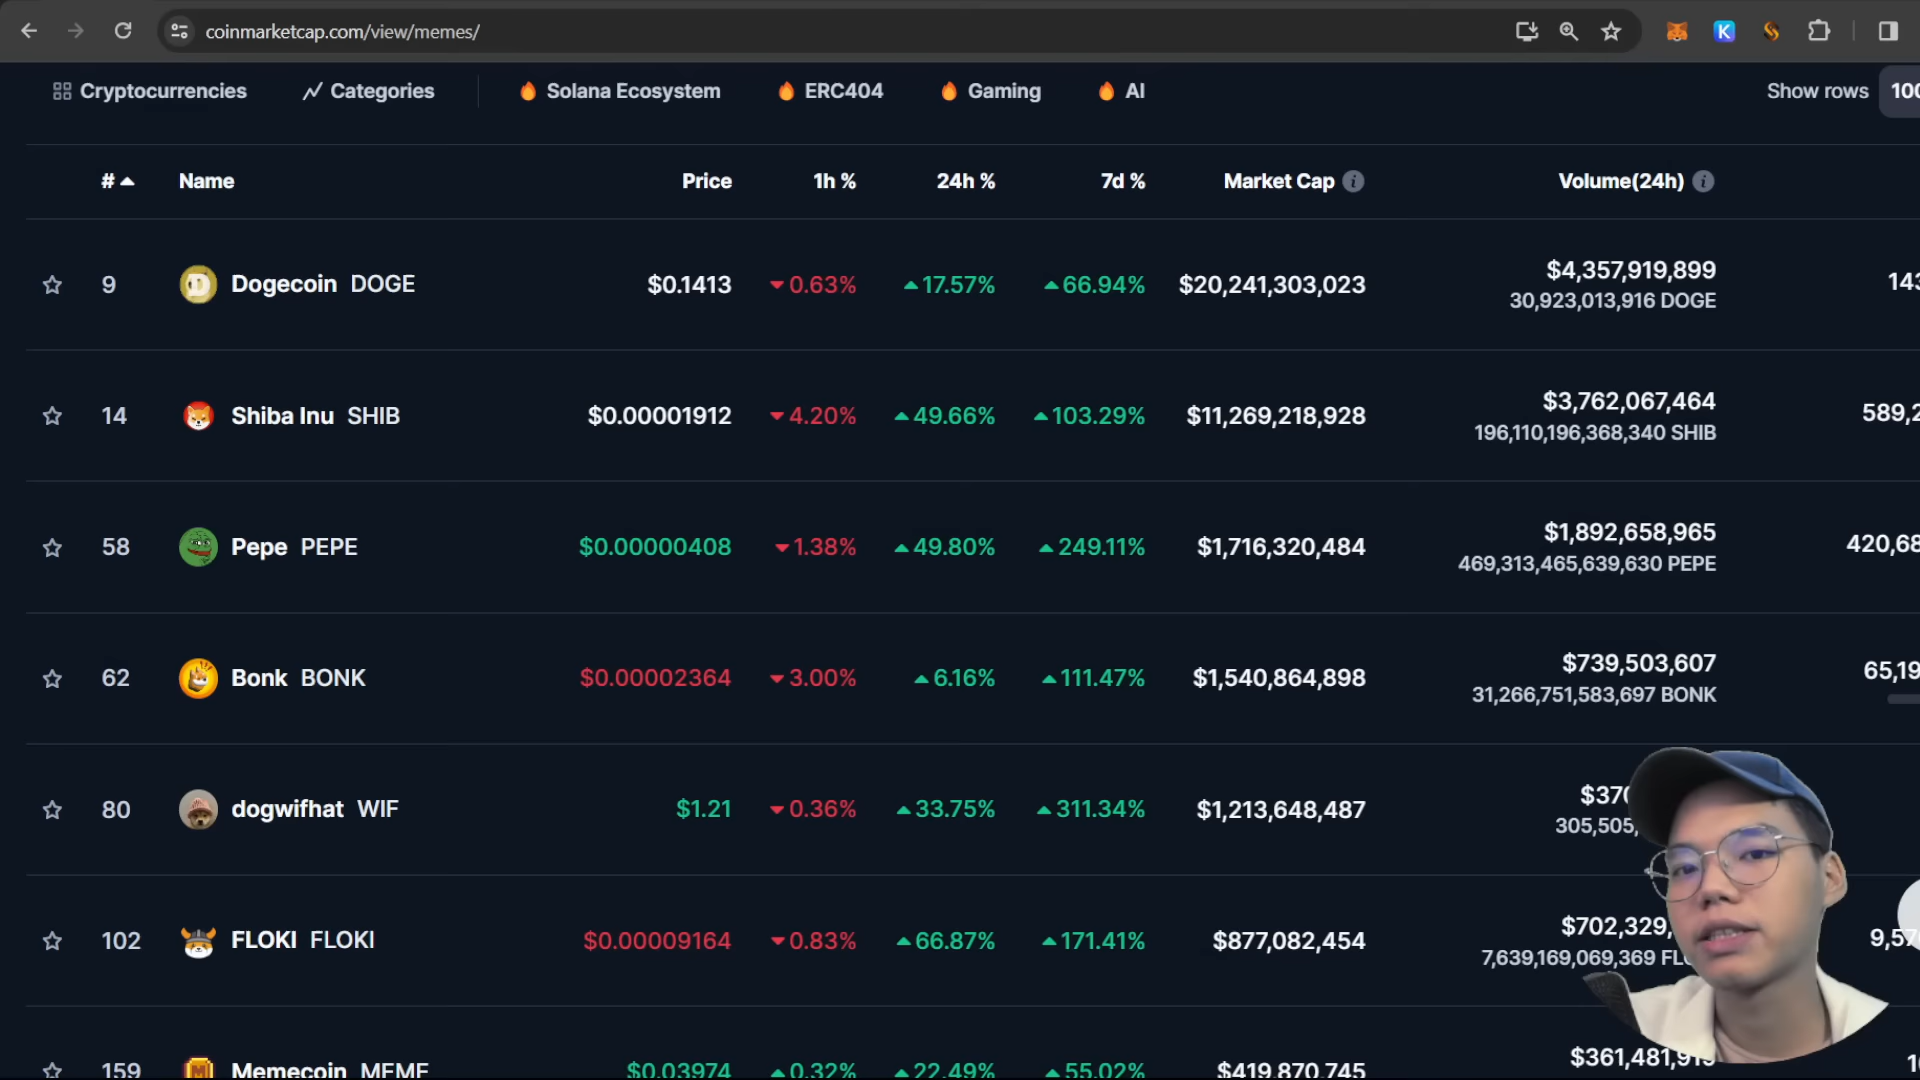 coinmarketcap.com/view/memes/
Cryptocurrencies Categories Solana Ecosystem ERC404 Gaming AI Show rows 100
# Name Price 1h % 24h % 7d % Market Cap Volume(24h)
9 Dogecoin DOGE $0.1413 0.63% 17.57% 66.94% $20,241,303,023 $4,357,919,899
30,923,013,916 DOGE
14 Shiba Inu SHIB $0.00001912 4.20% 49.66% 103.29% $11,269,218,928 $3,762,067,464
196,110,196,368,340 SHIB
58 Pepe PEPE $0.00000408 1.38% 49.80% 249.11% $1,716,320,484 $1,892,658,965
469,313,465,639,630 PEPE
62 Bonk BONK $0.00002364 3.00% 6.16% 111.47% $1,540,864,898 $739,503,607
31,266,751,583,697 BONK
80 dogwifhat WIF $1.21 0.36% 33.75% 311.34% $1,213,648,487
102 FLOKI FLOKI $0.00009164 0.83% 66.87% 171.41% $877,082,454 $702,329,
7,639,169,069,369
159 Memecoin MEME $0.03974 0.32% 22.49% 55.02% $419,870,745